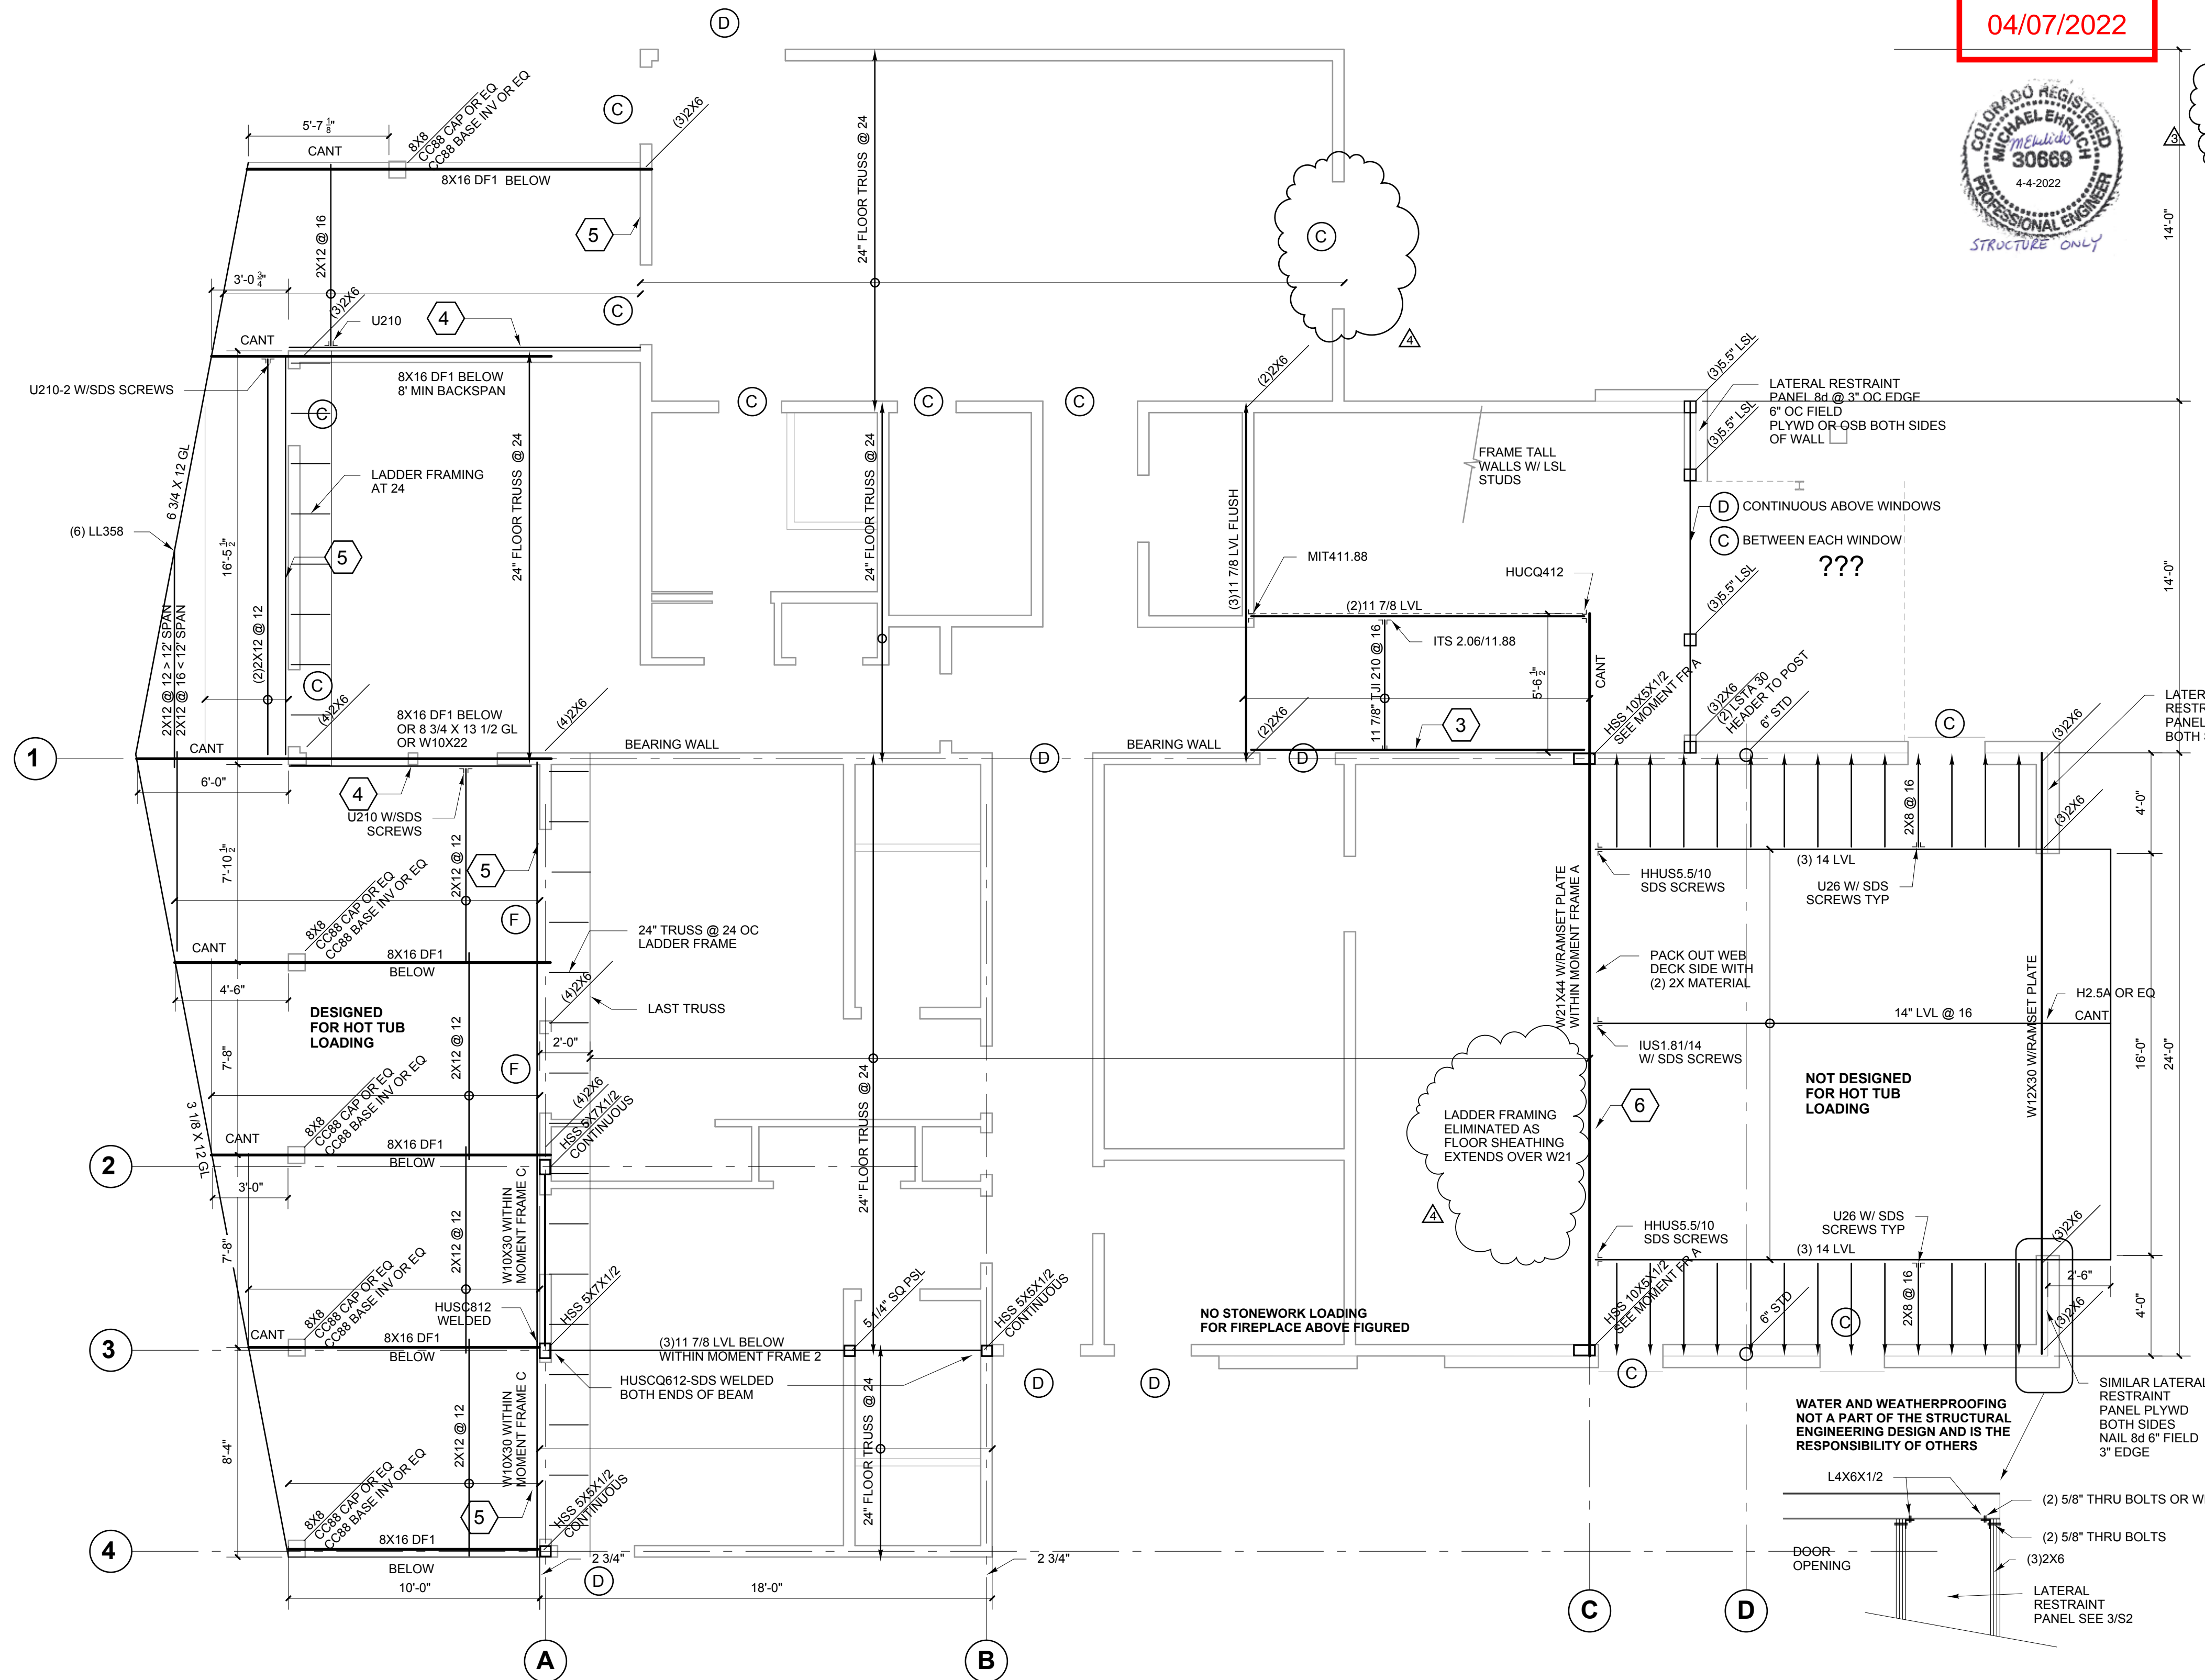 D
04/07/2022
COLORADO REGISTERED
MICHAEL EHRLICH
30669
4-4-2022
PROFESSIONAL ENGINEER
STRUCTURE ONLY
3
14'-0"
5'-7 1/8"
CANT
8X8
CC88 CAP OR EQ
CC88 BASE INV OR EQ
C
(3)2X6
8X16 DF1 BELOW
24" FLOOR TRUSS @ 24
5
C
2X12 @ 16
3'-0 3/4"
(3)2X6
U210
4
C
CANT
4
U210-2 W/SDS SCREWS
8X16 DF1 BELOW
8' MIN BACKSPAN
C
C
C
C
(2)2X6
(3)5.5" LSL
LATERAL RESTRAINT
PANEL 8d @ 3" OC EDGE
6" OC FIELD
PLYWD OR OSB BOTH SIDES
OF WALL
(3)5.5" LSL
6 3/4 X 12 GL
LADDER FRAMING
AT 24
24" FLOOR TRUSS @ 24
24" FLOOR TRUSS @ 24
FRAME TALL
WALLS W/ LSL
STUDS
(6) LL358
16'-5 1/2"
5
(3)11 7/8 LVL FLUSH
MIT411.88
HUCQ412
D
CONTINUOUS ABOVE WINDOWS
C
BETWEEN EACH WINDOW
???
14'-0"
(2)11 7/8 LVL
ITS 2.06/11.88
(3)5.5" LSL
2X12 @ 12 > 12' SPAN
2X12 @ 16 < 12' SPAN
(2)2X12 @ 12
C
(4)2X6
8X16 DF1 BELOW
OR 8 3/4 X 13 1/2 GL
OR W10X22
(4)2X6
(2)2X6
11 7/8" TJI 210 @ 16
3
5'-6 1/2"
CANT
HSS 10X5X1/2
SEE MOMENT FR A
(3)2X6
(2) LSTA 30
HEADER TO POST
6" STD
C
(3)2X6
1
CANT
BEARING WALL
D
BEARING WALL
D
6'-0"
4
U210 W/SDS
SCREWS
7'-10 1/2"
2X12 @ 12
5
2X8 @ 16
(3)2X6
4'-0"
(3) 14 LVL
HHUS5.5/10
SDS SCREWS
U26 W/ SDS
SCREWS TYP
8X8
CC88 CAP OR EQ
CC88 BASE INV OR EQ
F
24" TRUSS @ 24 OC
LADDER FRAME
W21X44 W/RAMSET PLATE
WITHIN MOMENT FRAME A
PACK OUT WEB
DECK SIDE WITH
(2) 2X MATERIAL
CANT
8X16 DF1
BELOW
4'-6"
(4)2X6
LAST TRUSS
W12X30 W/RAMSET PLATE
H2.5A OR EQ
CANT
14" LVL @ 16
DESIGNED
FOR HOT TUB
LOADING
7'-8"
2X12 @ 12
2'-0"
F
IUS1.81/14
W/ SDS SCREWS
NOT DESIGNED
FOR HOT TUB
LOADING
16'-0"
24'-0"
3 1/8 X 12 GL
8X8
CC88 CAP OR EQ
CC88 BASE INV OR EQ
(4)2X6
HSS 5X7X1/2
CONTINUOUS
24" FLOOR TRUSS @ 24
LADDER FRAMING
ELIMINATED AS
FLOOR SHEATHING
EXTENDS OVER W21
6
4
2
CANT
8X16 DF1
BELOW
3'-0"
7'-8"
2X12 @ 12
W10X30 WITHIN
MOMENT FRAME C
HHUS5.5/10
SDS SCREWS
U26 W/ SDS
SCREWS TYP
(3)2X6
(3) 14 LVL
8X8
CC88 CAP OR EQ
CC88 BASE INV OR EQ
HUSC812
WELDED
HSS 5X7X1/2
5 1/4" SQ PSL
HSS 5X5X1/2
CONTINUOUS
NO STONEWORK LOADING
FOR FIREPLACE ABOVE FIGURED
HSS 10X5X1/2
SEE MOMENT FR A
6" STD
C
2X8 @ 16
2'-6"
(3)2X6
4'-0"
3
CANT
8X16 DF1
BELOW
(3)11 7/8 LVL BELOW
WITHIN MOMENT FRAME 2
HUSCQ612-SDS WELDED
BOTH ENDS OF BEAM
D
D
C
8'-4"
2X12 @ 12
W10X30 WITHIN
MOMENT FRAME C
24" FLOOR TRUSS @ 24
WATER AND WEATHERPROOFING
NOT A PART OF THE STRUCTURAL
ENGINEERING DESIGN AND IS THE
RESPONSIBILITY OF OTHERS
SIMILAR LATERAL
RESTRAINT
PANEL PLYWD
BOTH SIDES
NAIL 8d 6" FIELD
3" EDGE
8X8
CC88 CAP OR EQ
CC88 BASE INV OR EQ
5
HSS 5X5X1/2
CONTINUOUS
L4X6X1/2
(2) 5/8" THRU BOLTS OR
(2) 5/8" THRU BOLTS
4
8X16 DF1
BELOW
2 3/4"
D
2 3/4"
DOOR
OPENING
(3)2X6
10'-0"
18'-0"
LATERAL
RESTRAINT
PANEL SEE 3/S2
A
B
C
D